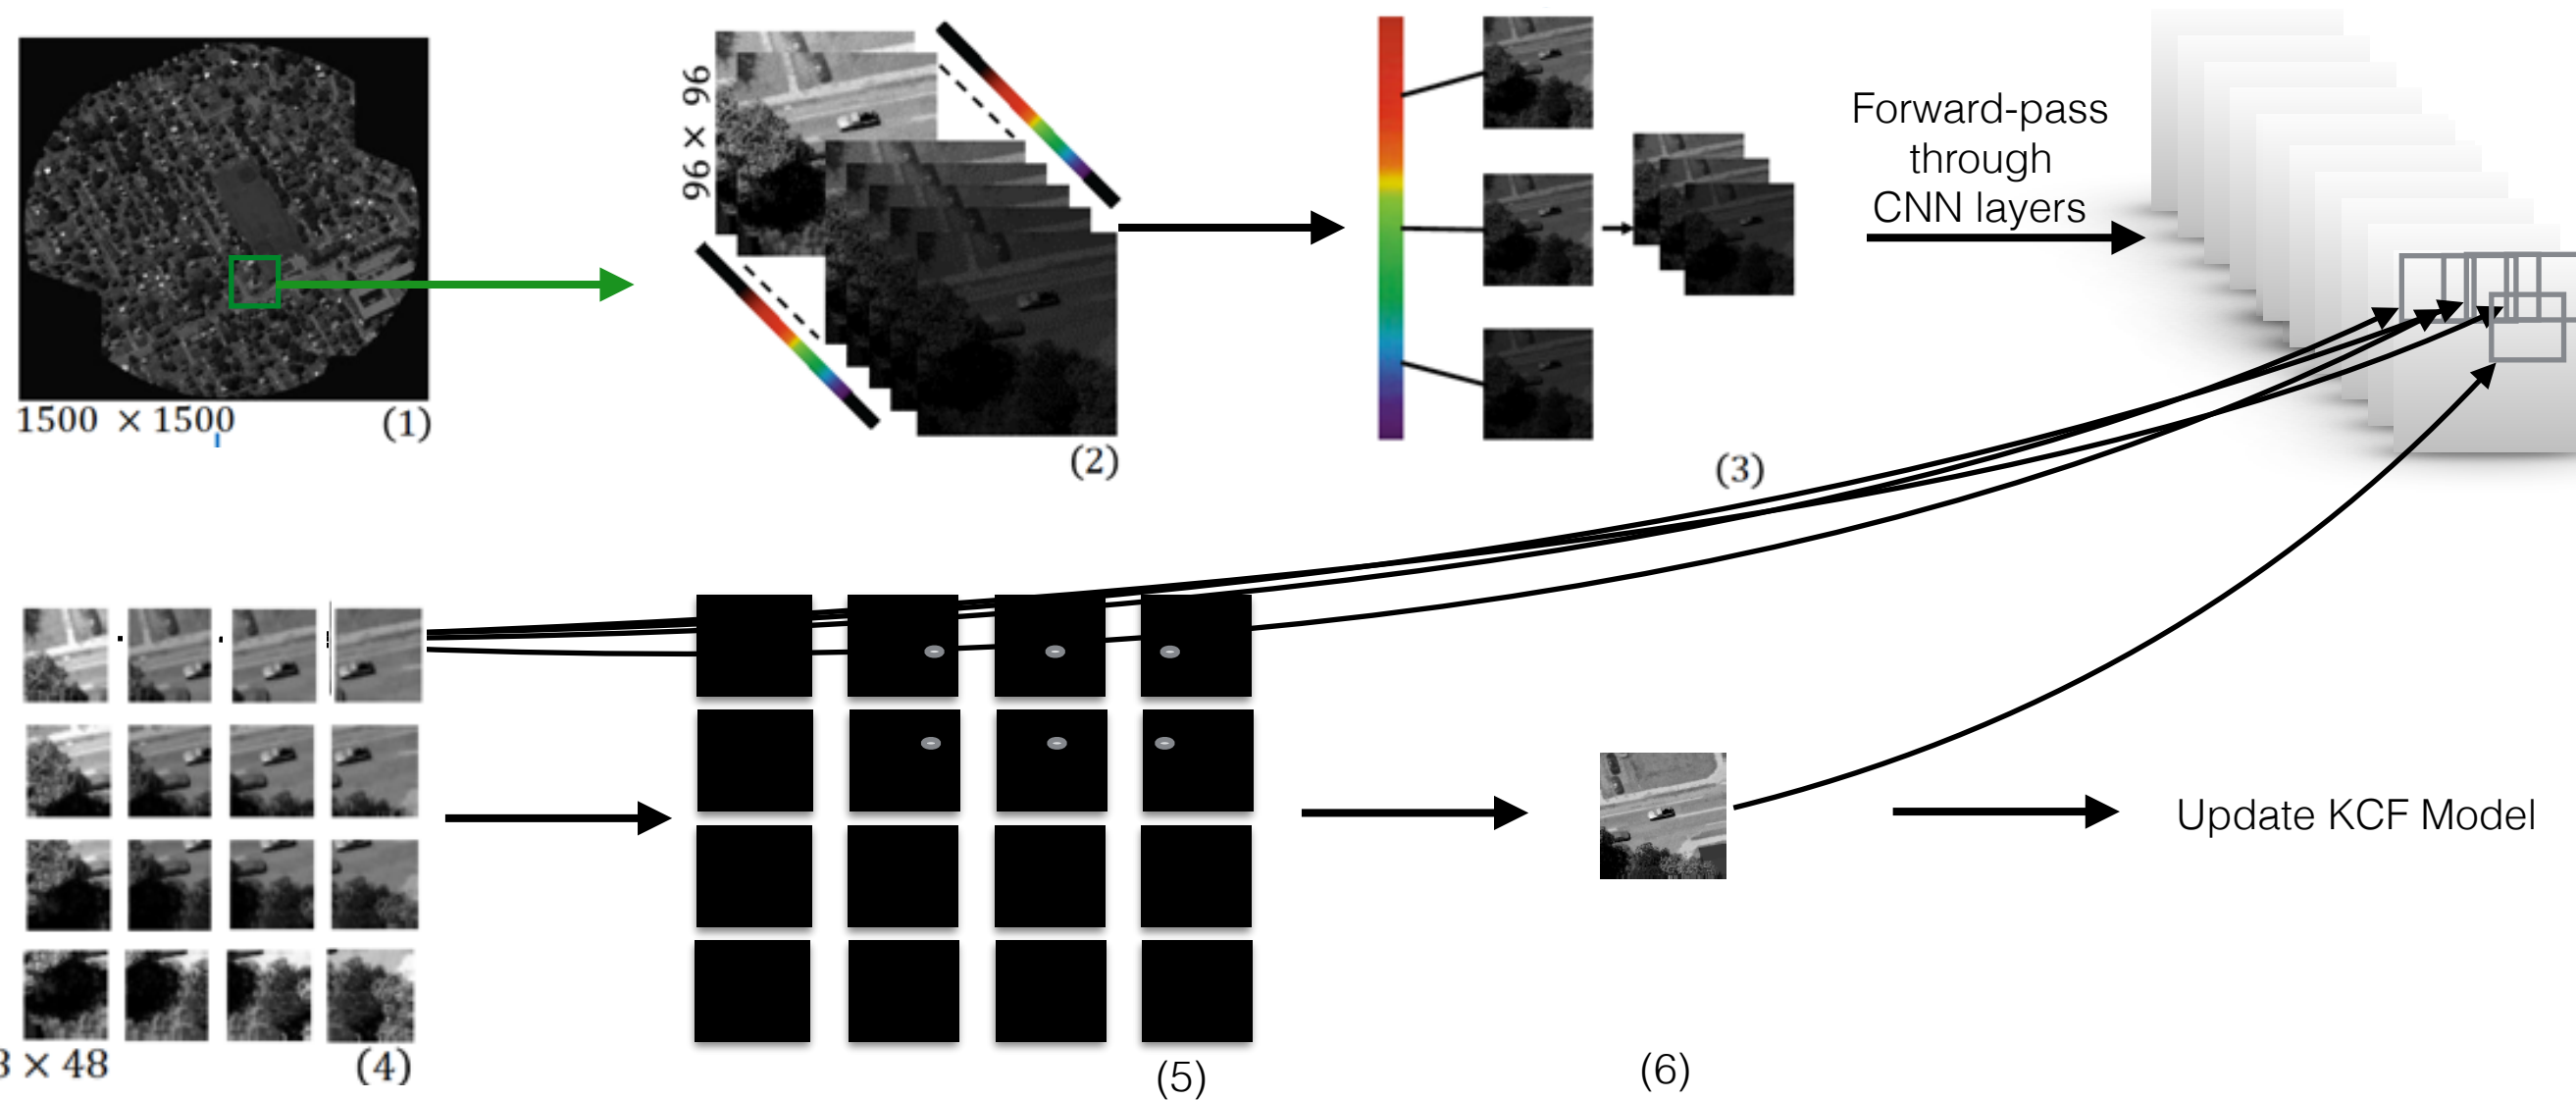 96 × 96
Forward-pass
through
CNN layers
1500 × 1500
(1)
(2)
(3)
Update KCF Model
8 × 48
(4)
(5)
(6)